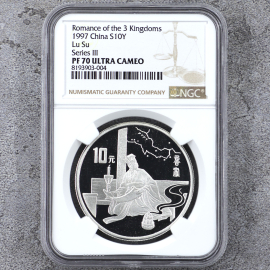 Romance of the 3 Kingdoms
1997 China S10Y
Lu Su
Series III
PF 70 ULTRA CAMEO
8193903-004
NUMISMATIC GUARANTY COMPANY
NGC
10元